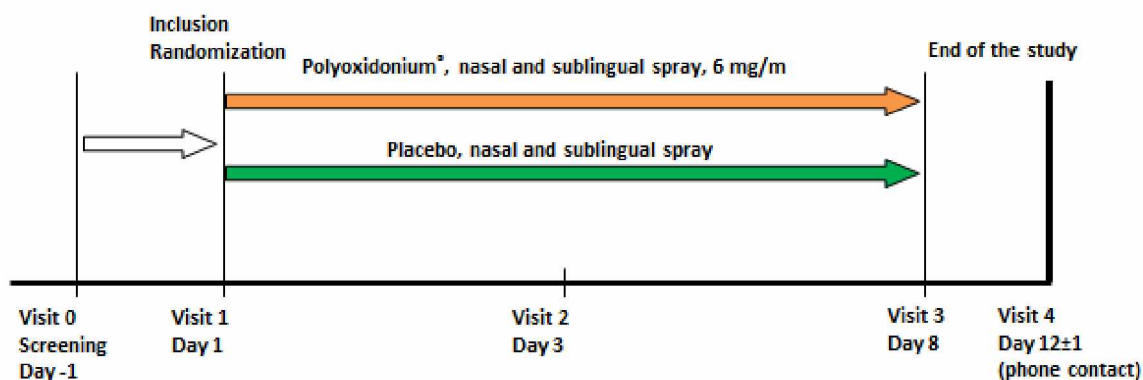 Inclusion
Randomization
End of the study
Polyoxidonium®, nasal and sublingual spray, 6 mg/m
Placebo, nasal and sublingual spray
Visit 0
Screening
Day -1
Visit 1
Day 1
Visit 2
Day 3
Visit 3
Day 8
Visit 4
Day 12±1
(phone contact)